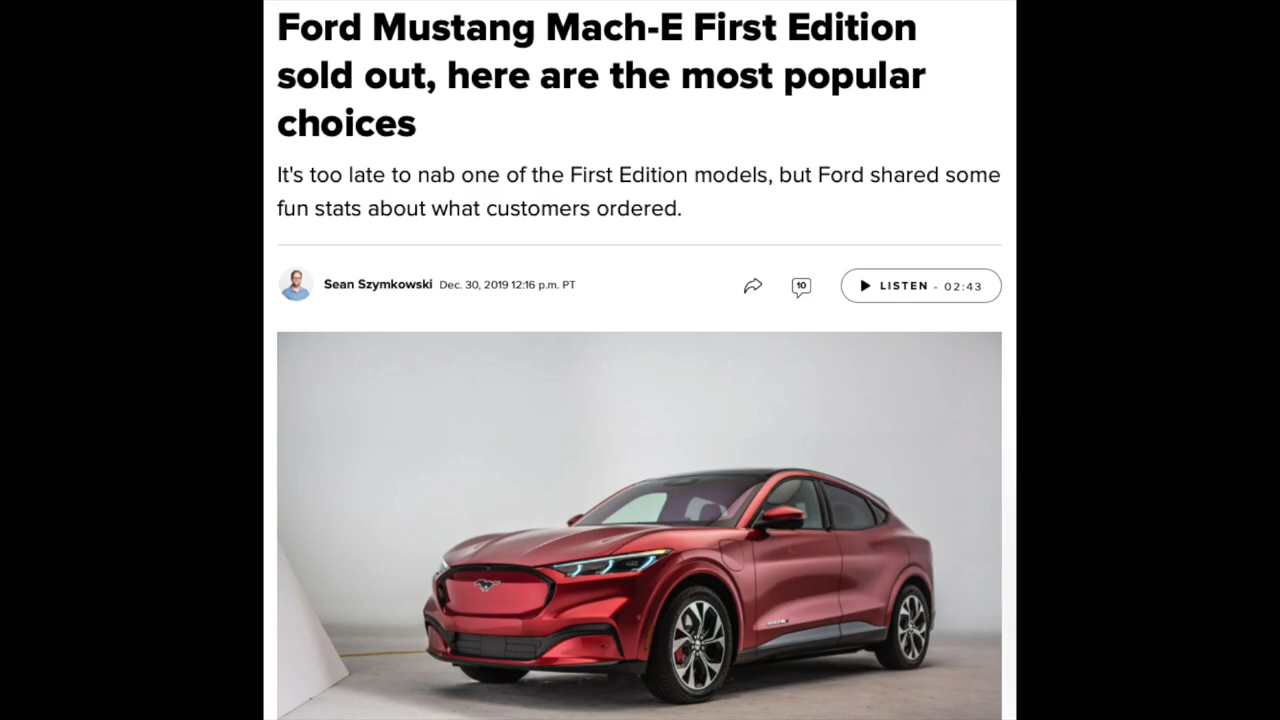 Ford Mustang Mach-E First Edition
sold out, here are the most popular
choices
It's too late to nab one of the First Edition models, but Ford shared some
fun stats about what customers ordered.
Sean Szymkowski Dec. 30, 2019 12:16 p.m. PT
10
LISTEN - 02:43